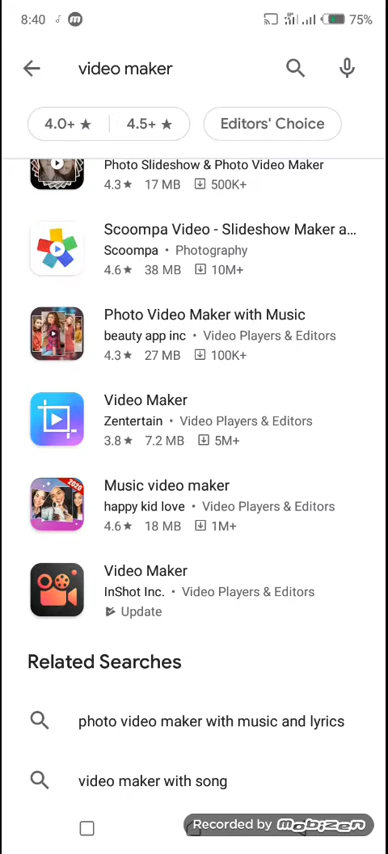 8:40 75%
video maker
4.0+ ★ 4.5+ ★ Editors' Choice
Photo Slideshow & Photo Video Maker
4.3★ 17 MB 500K+
Scoompa Video - Slideshow Maker a...
Scoompa • Photography
4.6★ 38 MB 10M+
Photo Video Maker with Music
beauty app inc • Video Players & Editors
4.3★ 27 MB 100K+
Video Maker
Zentertain • Video Players & Editors
3.8★ 7.2 MB 5M+
2020
Music video maker
happy kid love • Video Players & Editors
4.6★ 18 MB 1M+
Video Maker
InShot Inc. • Video Players & Editors
Update
Related Searches
photo video maker with music and lyrics
video maker with song
Recorded by mobizen